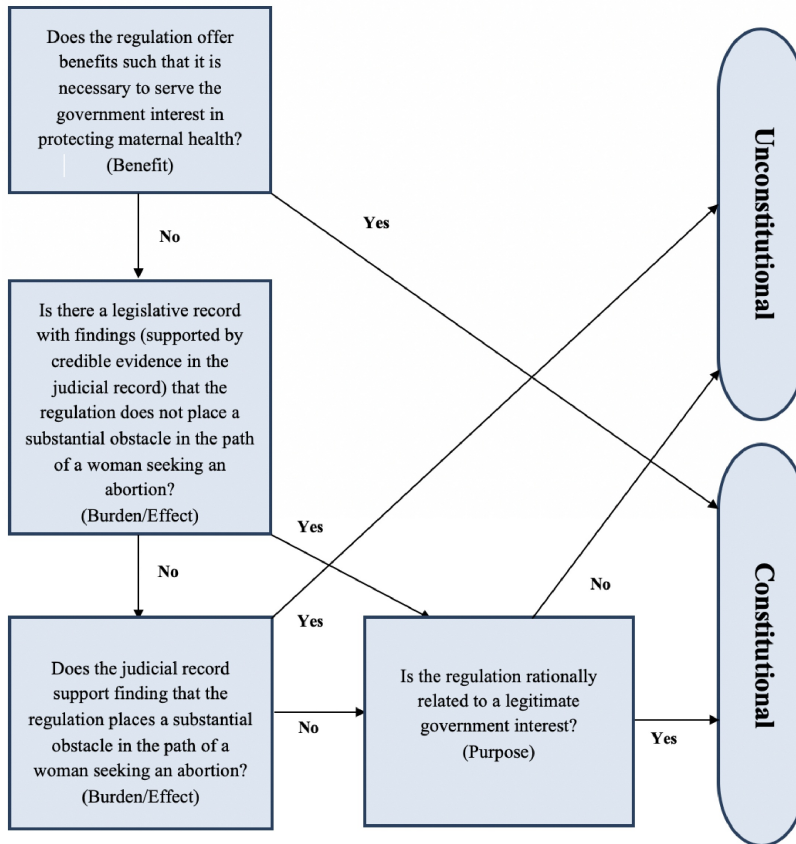 Does the regulation offer
benefits such that it is
necessary to serve the
government interest in
protecting maternal health?
(Benefit)
Yes
No
Is there a legislative record
with findings (supported by
credible evidence in the
judicial record) that the
regulation does not place a
substantial obstacle in the path
of a woman seeking an
abortion?
(Burden/Effect)
Yes
No
Does the judicial record
support finding that the
regulation places a substantial
obstacle in the path of a
woman seeking an abortion?
(Burden/Effect)
Yes
No
Is the regulation rationally
related to a legitimate
government interest?
(Purpose)
No
Yes
Unconstitutional
Constitutional